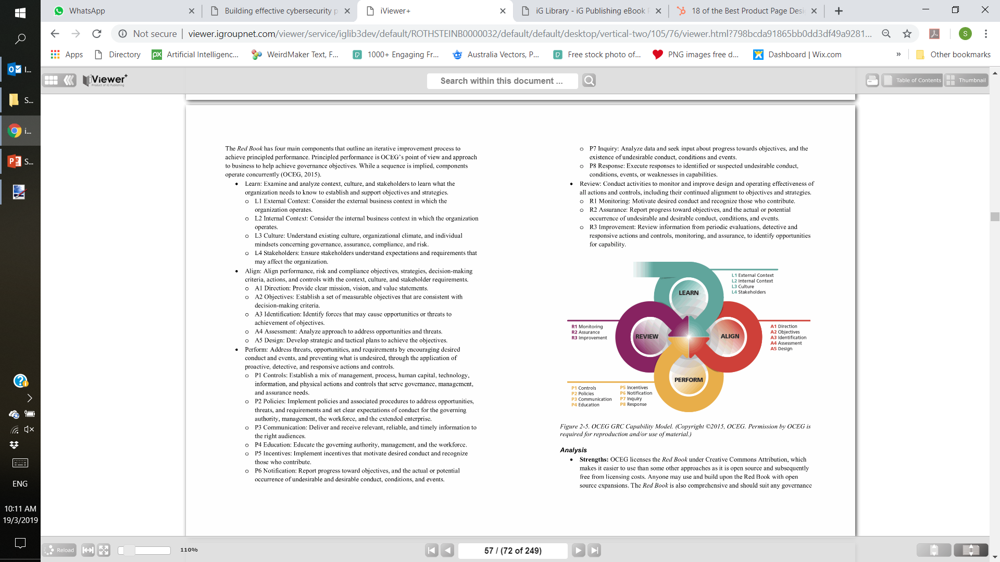 WhatsApp
Building effective cybersecurity p
iViewer+
iG Library - iG Publishing eBook P
18 of the Best Product Page Desi
Not secure | viewer.igroupnet.com/viewer/service/iglib3dev/default/ROTHSTEINB0000032/default/default/desktop/vertical-two/105/76/viewer.html?798bcda91865bb0dd3df49a9281...
S
Apps
Directory
Artificial Intelligenc...
WeirdMaker Text, F...
1000+ Engaging Fr...
Australia Vectors, P...
Free stock photo of...
PNG images free d...
Dashboard | Wix.com
»
Other bookmarks
iViewer+
Product of iG Publishing
Search within this document ...
Table of Contents
Thumbnail
I...
S...
i...
S...
ENG
10:11 AM
19/3/2019
The Red Book has four main components that outline an iterative improvement process to
achieve principled performance. Principled performance is OCEG's point of view and approach
to business to help achieve governance objectives. While a sequence is implied, components
operate concurrently (OCEG, 2015).
• Learn: Examine and analyze context, culture, and stakeholders to learn what the
organization needs to know to establish and support objectives and strategies.
o L1 External Context: Consider the external business context in which the
organization operates.
o L2 Internal Context: Consider the internal business context in which the organization
operates.
o L3 Culture: Understand existing culture, organizational climate, and individual
mindsets concerning governance, assurance, compliance, and risk.
o L4 Stakeholders: Ensure stakeholders understand expectations and requirements that
may affect the organization.
• Align: Align performance, risk and compliance objectives, strategies, decision-making
criteria, actions, and controls with the context, culture, and stakeholder requirements.
o A1 Direction: Provide clear mission, vision, and value statements.
o A2 Objectives: Establish a set of measurable objectives that are consistent with
decision-making criteria.
o A3 Identification: Identify forces that may cause opportunities or threats to
achievement of objectives.
o A4 Assessment: Analyze approach to address opportunities and threats.
o A5 Design: Develop strategic and tactical plans to achieve the objectives.
• Perform: Address threats, opportunities, and requirements by encouraging desired
conduct and events, and preventing what is undesired, through the application of
proactive, detective, and responsive actions and controls.
o P1 Controls: Establish a mix of management, process, human capital, technology,
information, and physical actions and controls that serve governance, management,
and assurance needs.
o P2 Policies: Implement policies and associated procedures to address opportunities,
threats, and requirements and set clear expectations of conduct for the governing
authority, management, the workforce, and the extended enterprise.
o P3 Communication: Deliver and receive relevant, reliable, and timely information to
the right audiences.
o P4 Education: Educate the governing authority, management, and the workforce.
o P5 Incentives: Implement incentives that motivate desired conduct and recognize
those who contribute.
o P6 Notification: Report progress toward objectives, and the actual or potential
occurrence of undesirable and desirable conduct, conditions, and events.
o P7 Inquiry: Analyze data and seek input about progress towards objectives, and the
existence of undesirable conduct, conditions and events.
o P8 Response: Execute responses to identified or suspected undesirable conduct,
conditions, events, or weaknesses in capabilities.
• Review: Conduct activities to monitor and improve design and operating effectiveness of
all actions and controls, including their continued alignment to objectives and strategies.
o R1 Monitoring: Motivate desired conduct and recognize those who contribute.
o R2 Assurance: Report progress toward objectives, and the actual or potential
occurrence of undesirable and desirable conduct, conditions, and events.
o R3 Improvement: Review information from periodic evaluations, detective and
responsive actions and controls, monitoring, and assurance, to identify opportunities
for capability.
LEARN
L1 External Context
L2 Internal Context
L3 Culture
L4 Stakeholders
R1 Monitoring
R2 Assurance
R3 Improvement
REVIEW
ALIGN
A1 Direction
A2 Objectives
A3 Identification
A4 Assessment
A5 Design
PERFORM
P1 Controls
P2 Policies
P3 Communication
P4 Education
P5 Incentives
P6 Notification
P7 Inquiry
P8 Response
Figure 2-5. OCEG GRC Capability Model. (Copyright ©2015, OCEG. Permission by OCEG is
required for reproduction and/or use of material.)
Analysis
• Strengths: OCEG licenses the Red Book under Creative Commons Attribution, which
makes it easier to use than some other approaches as it is open source and subsequently
free from licensing costs. Anyone may use and build upon the Red Book with open
source expansions. The Red Book is also comprehensive and should suit any governance
Reload
110%
57 / (72 of 249)